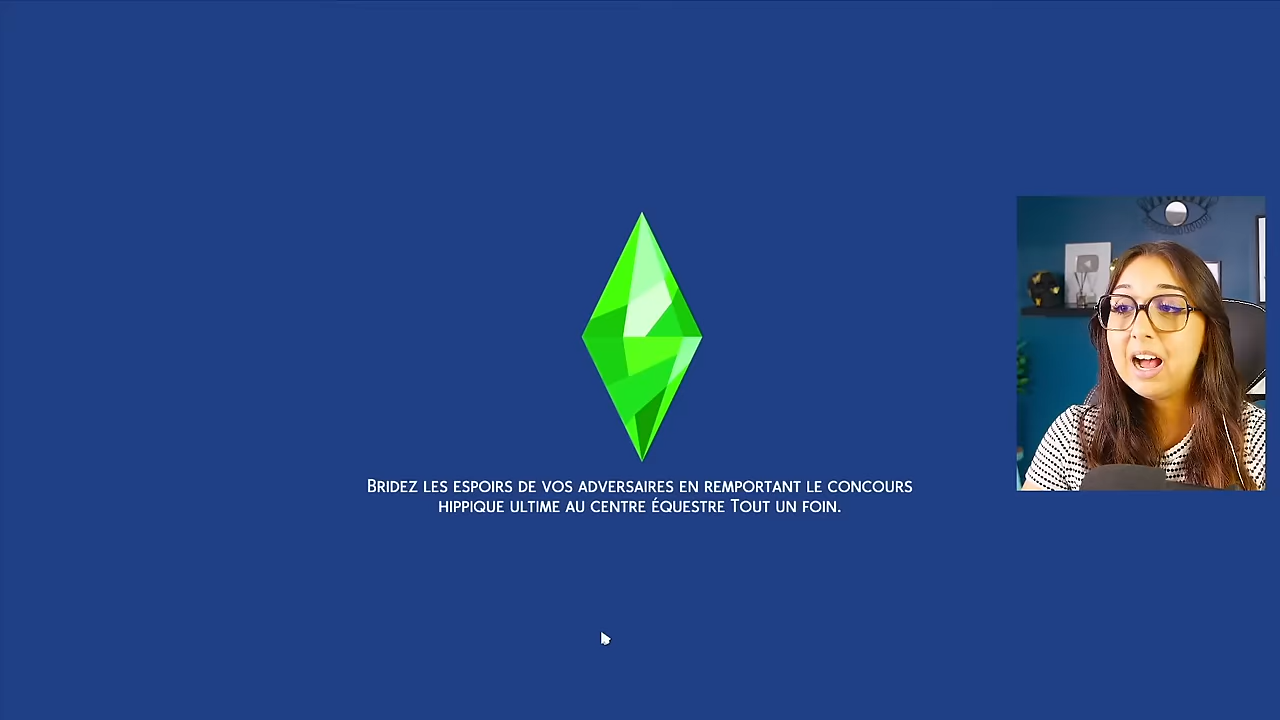 Bridez les espoirs de vos adversaires en remportant le concours
hippique ultime au centre équestre Tout un foin.